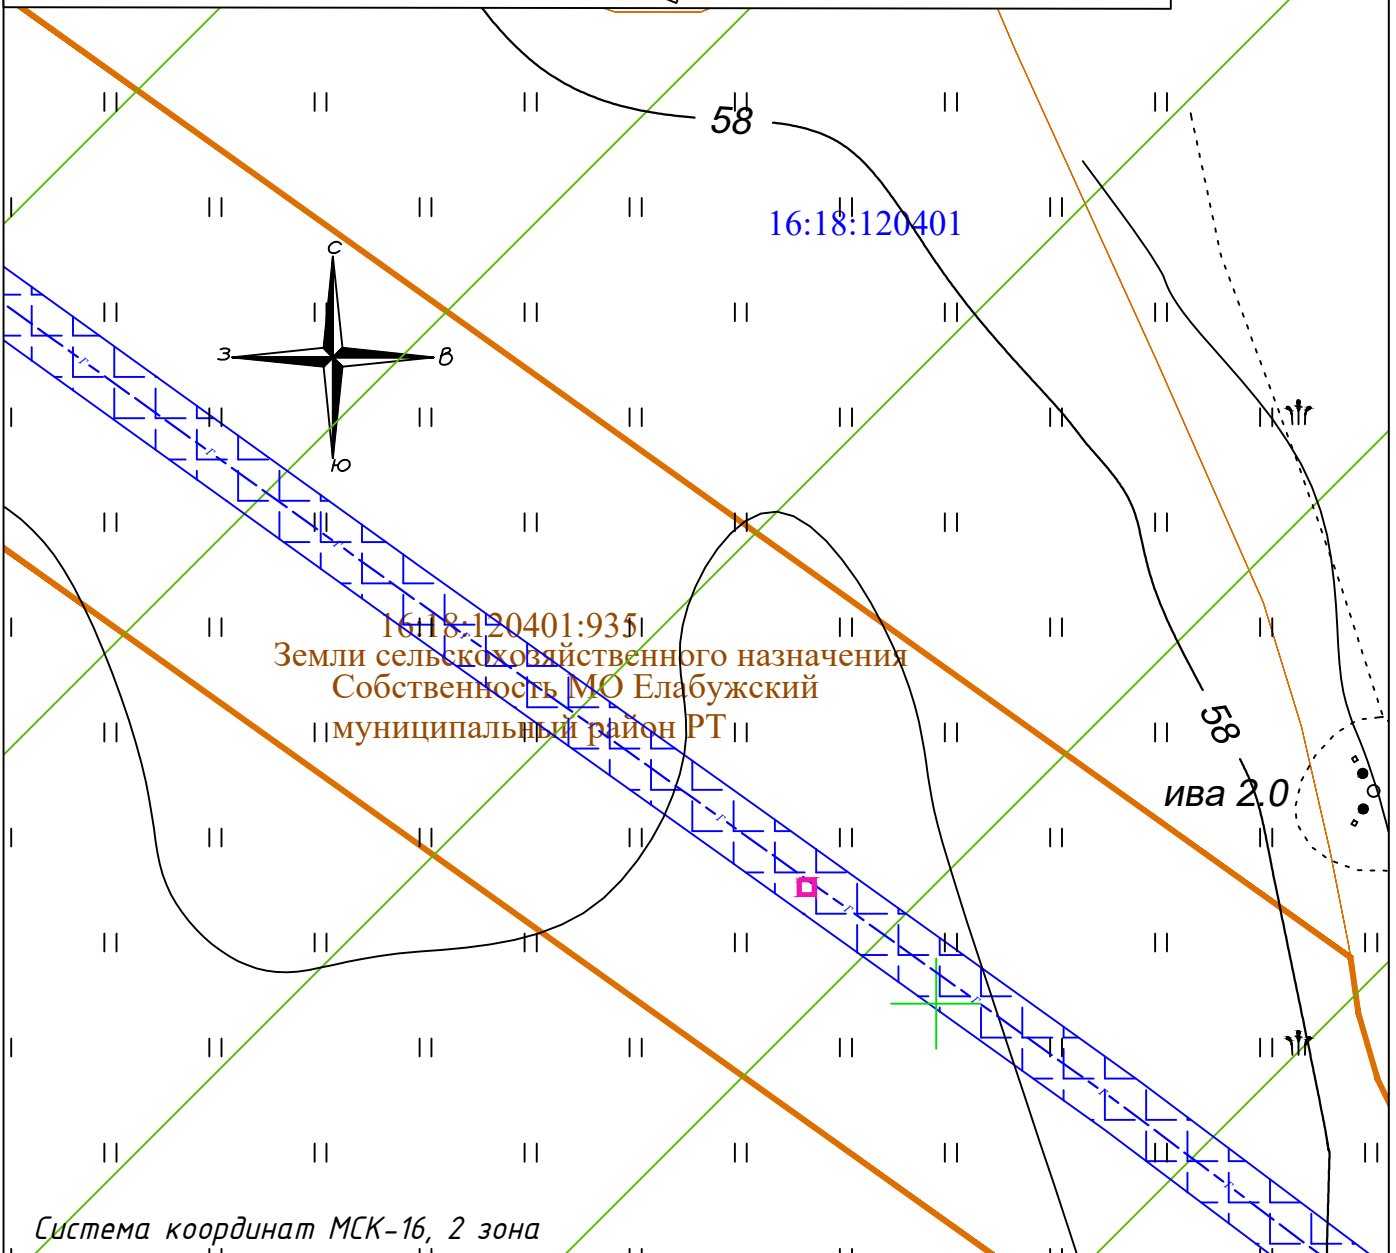 58
16:18:120401
С
З
В
Ю
16:18:120401:935
Земли сельскохозяйственного назначения
Собственность МО Елабужский
муниципальный район РТ
58
ива 2.0
г
г
г
г
г
г
г
г
г
Система координат МСК-16, 2 зона